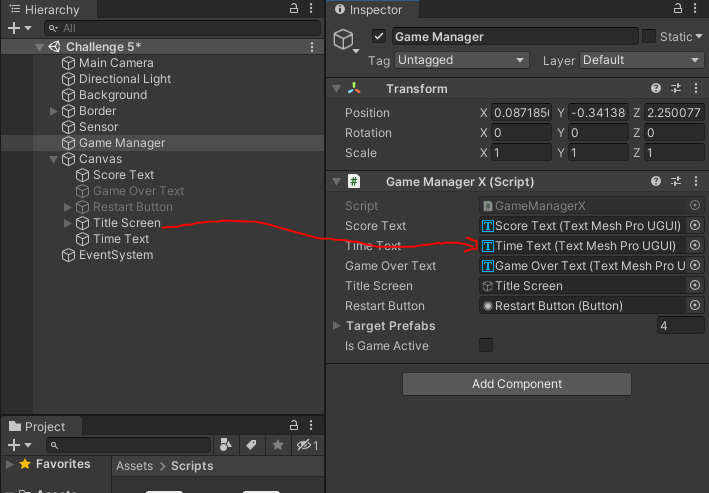 Hierarchy
All
Challenge 5*
Main Camera
Directional Light
Background
Border
Sensor
Game Manager
Canvas
Score Text
Game Over Text
Restart Button
Title Screen
Time Text
EventSystem
Project
1
Favorites
Assets > Scripts
Inspector
Game Manager
Static
Tag Untagged Layer Default
Transform
Position X 0.087185 Y -0.34138 Z 2.250077
Rotation X 0 Y 0 Z 0
Scale X 1 Y 1 Z 1
# Game Manager X (Script)
Script GameManagerX
Score Text Score Text (Text Mesh Pro UGUI)
Time Text Time Text (Text Mesh Pro UGUI)
Game Over Text Game Over Text (Text Mesh Pro U
Title Screen Title Screen
Restart Button Restart Button (Button)
Target Prefabs 4
Is Game Active
Add Component